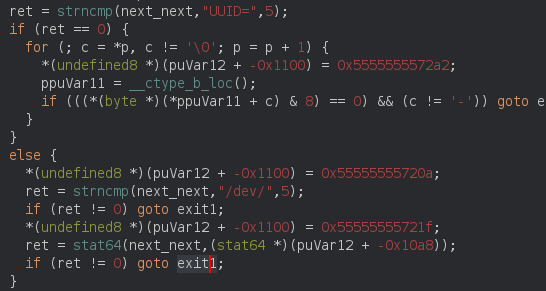 ret = strncmp(next_next,"UUID=",5);
if (ret == 0) {
for (; c = *p, c != '\0'; p = p + 1) {
*(undefined8 *)(puVar12 + -0x1100) = 0x5555555572a2;
ppuVar11 = __ctype_b_loc();
if (((*(byte *)(*ppuVar11 + c) & 8) == 0) && (c != '-')) goto e
}
}
else {
*(undefined8 *)(puVar12 + -0x1100) = 0x55555555720a;
ret = strncmp(next_next,"/dev/",5);
if (ret != 0) goto exit1;
*(undefined8 *)(puVar12 + -0x1100) = 0x55555555721f;
ret = stat64(next_next,(stat64 *)(puVar12 + -0x10a8));
if (ret != 0) goto exit1;
}